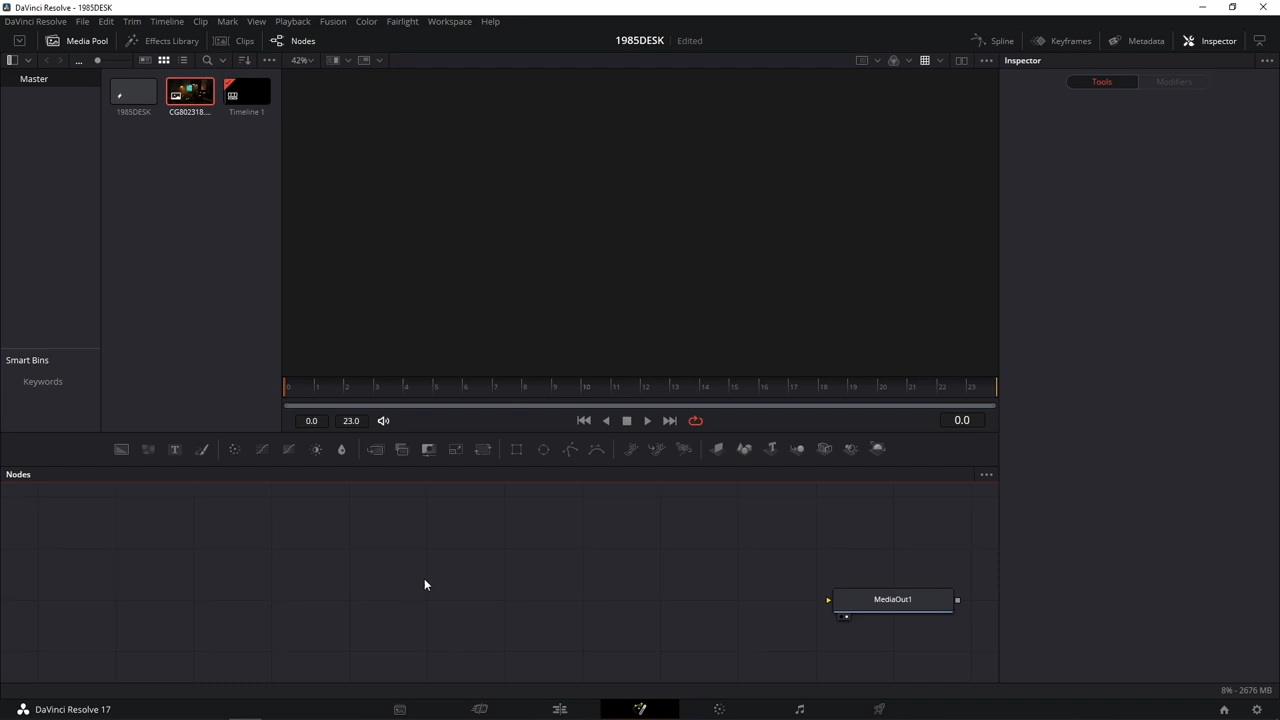 DaVinci Resolve - 1985DESK
DaVinci Resolve File Edit Trim Timeline Clip Mark View Playback Fusion Color Fairlight Workspace Help
Media Pool Effects Library Clips Nodes 1985DESK Edited Spline Keyframes Metadata Inspector
... 42% Inspector
Master
Tools Modifiers
1985DESK CG802318.... Timeline 1
Smart Bins
Keywords
0 1 2 3 4 5 6 7 8 9 10 11 12 13 14 15 16 17 18 19 20 21 22 23
0.0 23.0 0.0
Nodes
MediaOut1
8% - 2676 MB
DaVinci Resolve 17